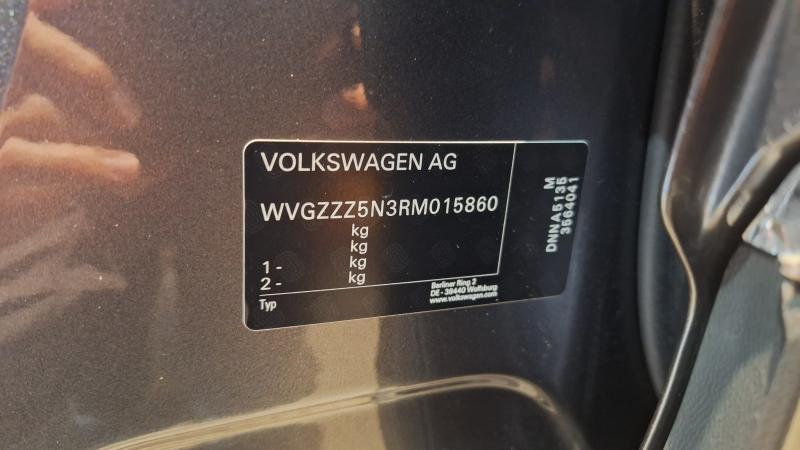 VOLKSWAGEN AG
WVGZZZ5N3RM015860
kg
kg
1 - kg
2 - kg
Typ
Berliner Ring 2
DE - 38440 Wolfsburg
www.volkswagen.com
M
DNNA5135
3564041